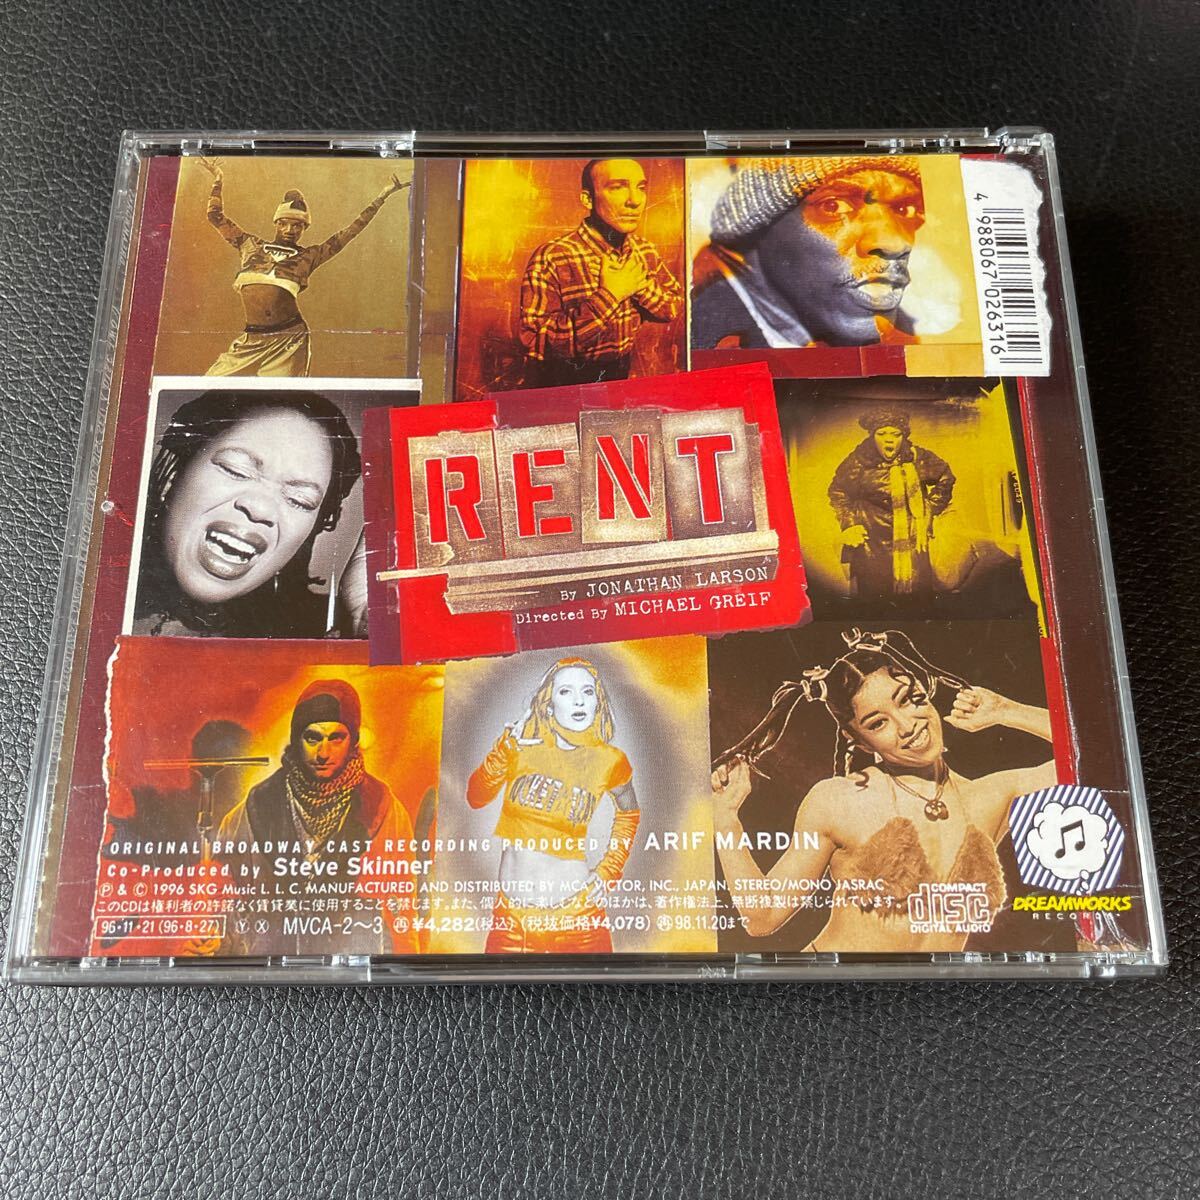 4 988067 026316
RENT
By JONATHAN LARSON
Directed By MICHAEL GREIF
ORIGINAL BROADWAY CAST RECORDING PRODUCED BY ARIF MARDIN
Co-Produced by Steve Skinner
Ⓟ & © 1996 SKG Music L. L. C. MANUFACTURED AND DISTRIBUTED BY MCA VICTOR, INC., JAPAN. STEREO/MONO JASRAC
このCDは権利者の許諾なく賃貸業に使用することを禁じます。また、個人的に楽しむなどのほかは、著作権法上、無断複製は禁じられています。
96・11・21 (96・8・27) Ⓨ Ⓧ MVCA-2〜3 ㊢¥4,282(税込) (税抜価格¥4,078) ㊢98.11.20まで
COMPACT
disc
DIGITAL AUDIO
DREAMWORKS
RECORDS